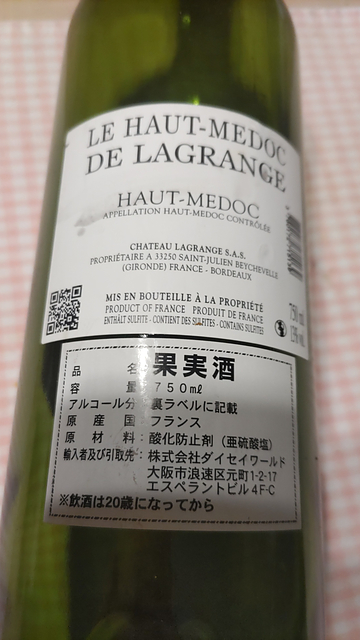 LE HAUT-MEDOC
DE LAGRANGE
HAUT-MEDOC
APPELLATION HAUT-MEDOC CONTRÔLÉE
CHATEAU LAGRANGE S.A.S.
PROPRIÉTAIRE A 33250 SAINT-JULIEN BEYCHEVELLE
(GIRONDE) FRANCE - BORDEAUX
MIS EN BOUTEILLE À LA PROPRIÉTÉ
PRODUCT OF FRANCE PRODUIT DE FRANCE
ENTHÄLT SULFITE - CONTIENT DES SULFITES - CONTAINS SULFITES
750 ml
品名:果実酒
容量:750mℓ
アルコール分:裏ラベルに記載
原産国:フランス
原材料:酸化防止剤(亜硫酸塩)
輸入者及び引取先:株式会社ダイセイワールド
大阪市浪速区元町1-2-17
エスペラントビル4F-C
※飲酒は20歳になってから